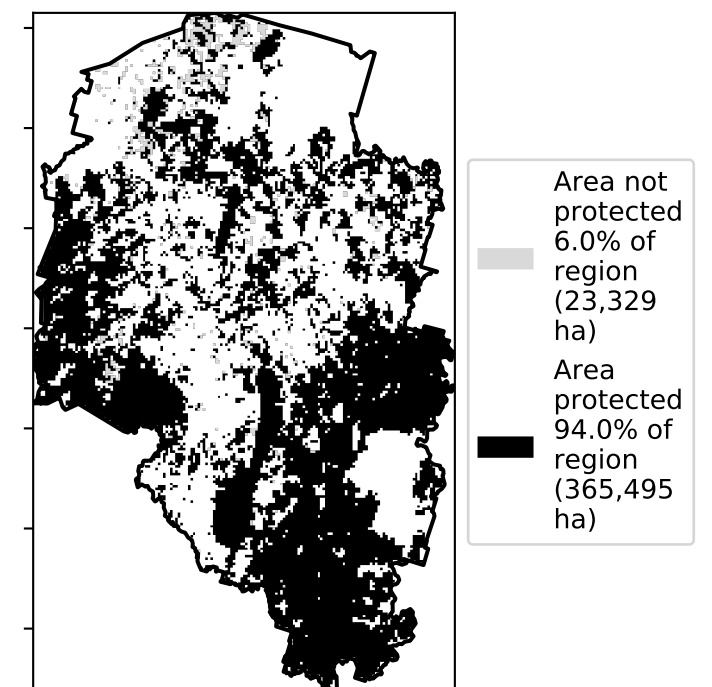 Area not
protected
6.0% of
region
(23,329
ha)
Area
protected
94.0% of
region
(365,495
ha)